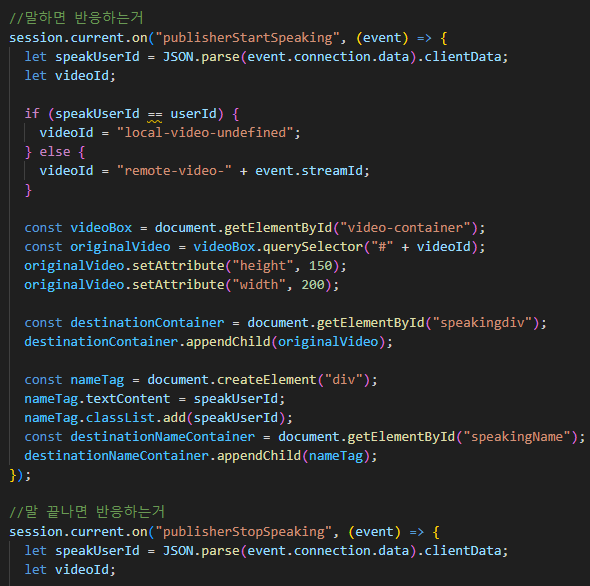 //말하면 반응하는거
session.current.on("publisherStartSpeaking", (event) => {
let speakUserId = JSON.parse(event.connection.data).clientData;
let videoId;
if (speakUserId == userId) {
videoId = "local-video-undefined";
} else {
videoId = "remote-video-" + event.streamId;
}
const videoBox = document.getElementById("video-container");
const originalVideo = videoBox.querySelector("#" + videoId);
originalVideo.setAttribute("height", 150);
originalVideo.setAttribute("width", 200);
const destinationContainer = document.getElementById("speakingdiv");
destinationContainer.appendChild(originalVideo);
const nameTag = document.createElement("div");
nameTag.textContent = speakUserId;
nameTag.classList.add(speakUserId);
const destinationNameContainer = document.getElementById("speakingName");
destinationNameContainer.appendChild(nameTag);
});
//말 끝나면 반응하는거
session.current.on("publisherStopSpeaking", (event) => {
let speakUserId = JSON.parse(event.connection.data).clientData;
let videoId;